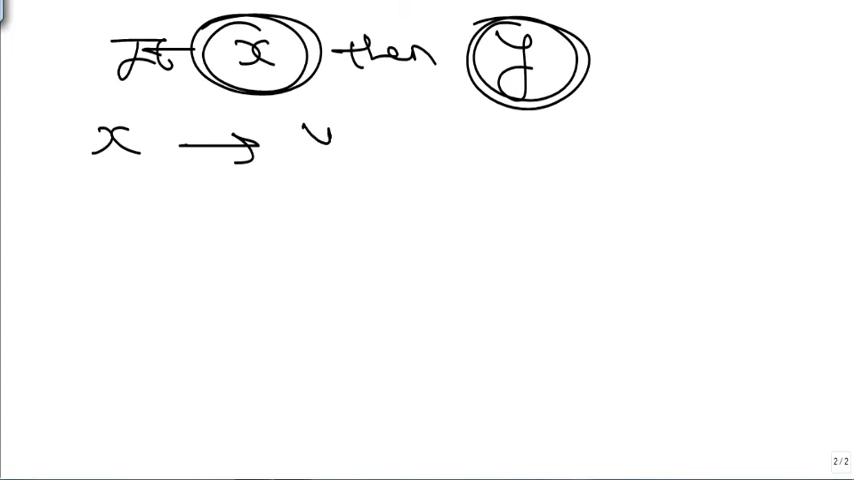 If x then y
x →
2/2